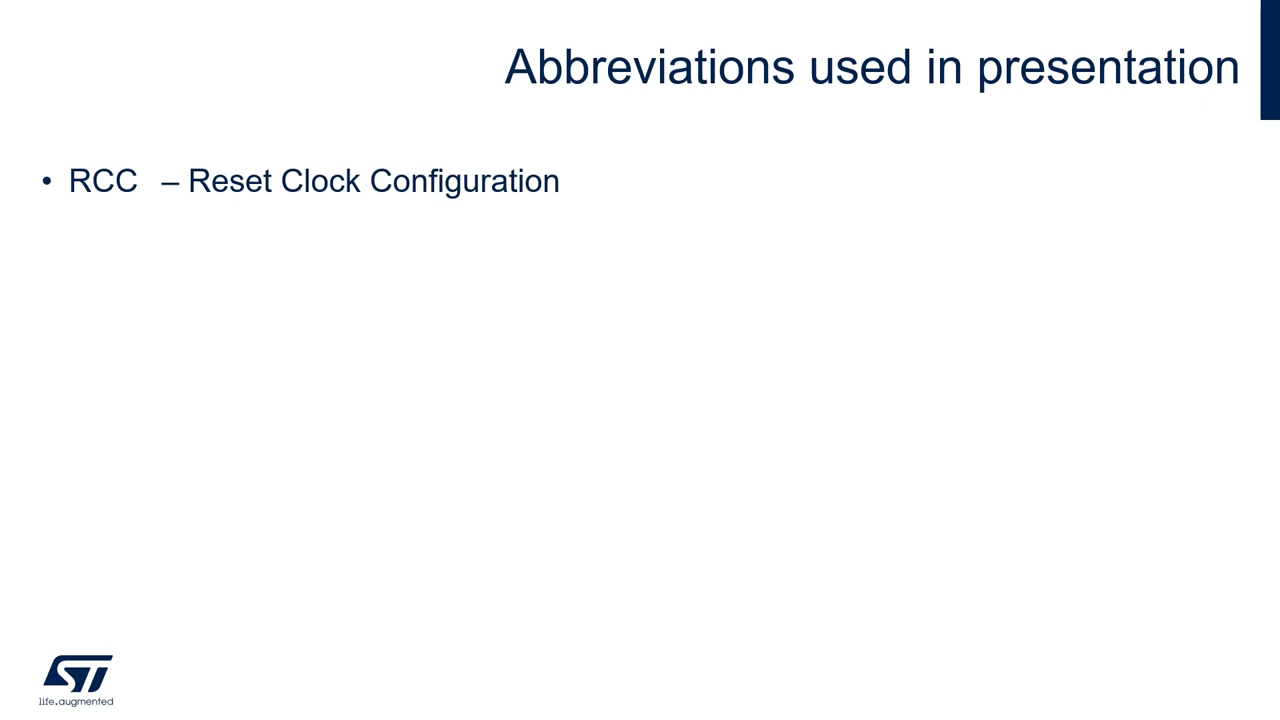 Abbreviations used in presentation
• RCC – Reset Clock Configuration
ST
life.augmented